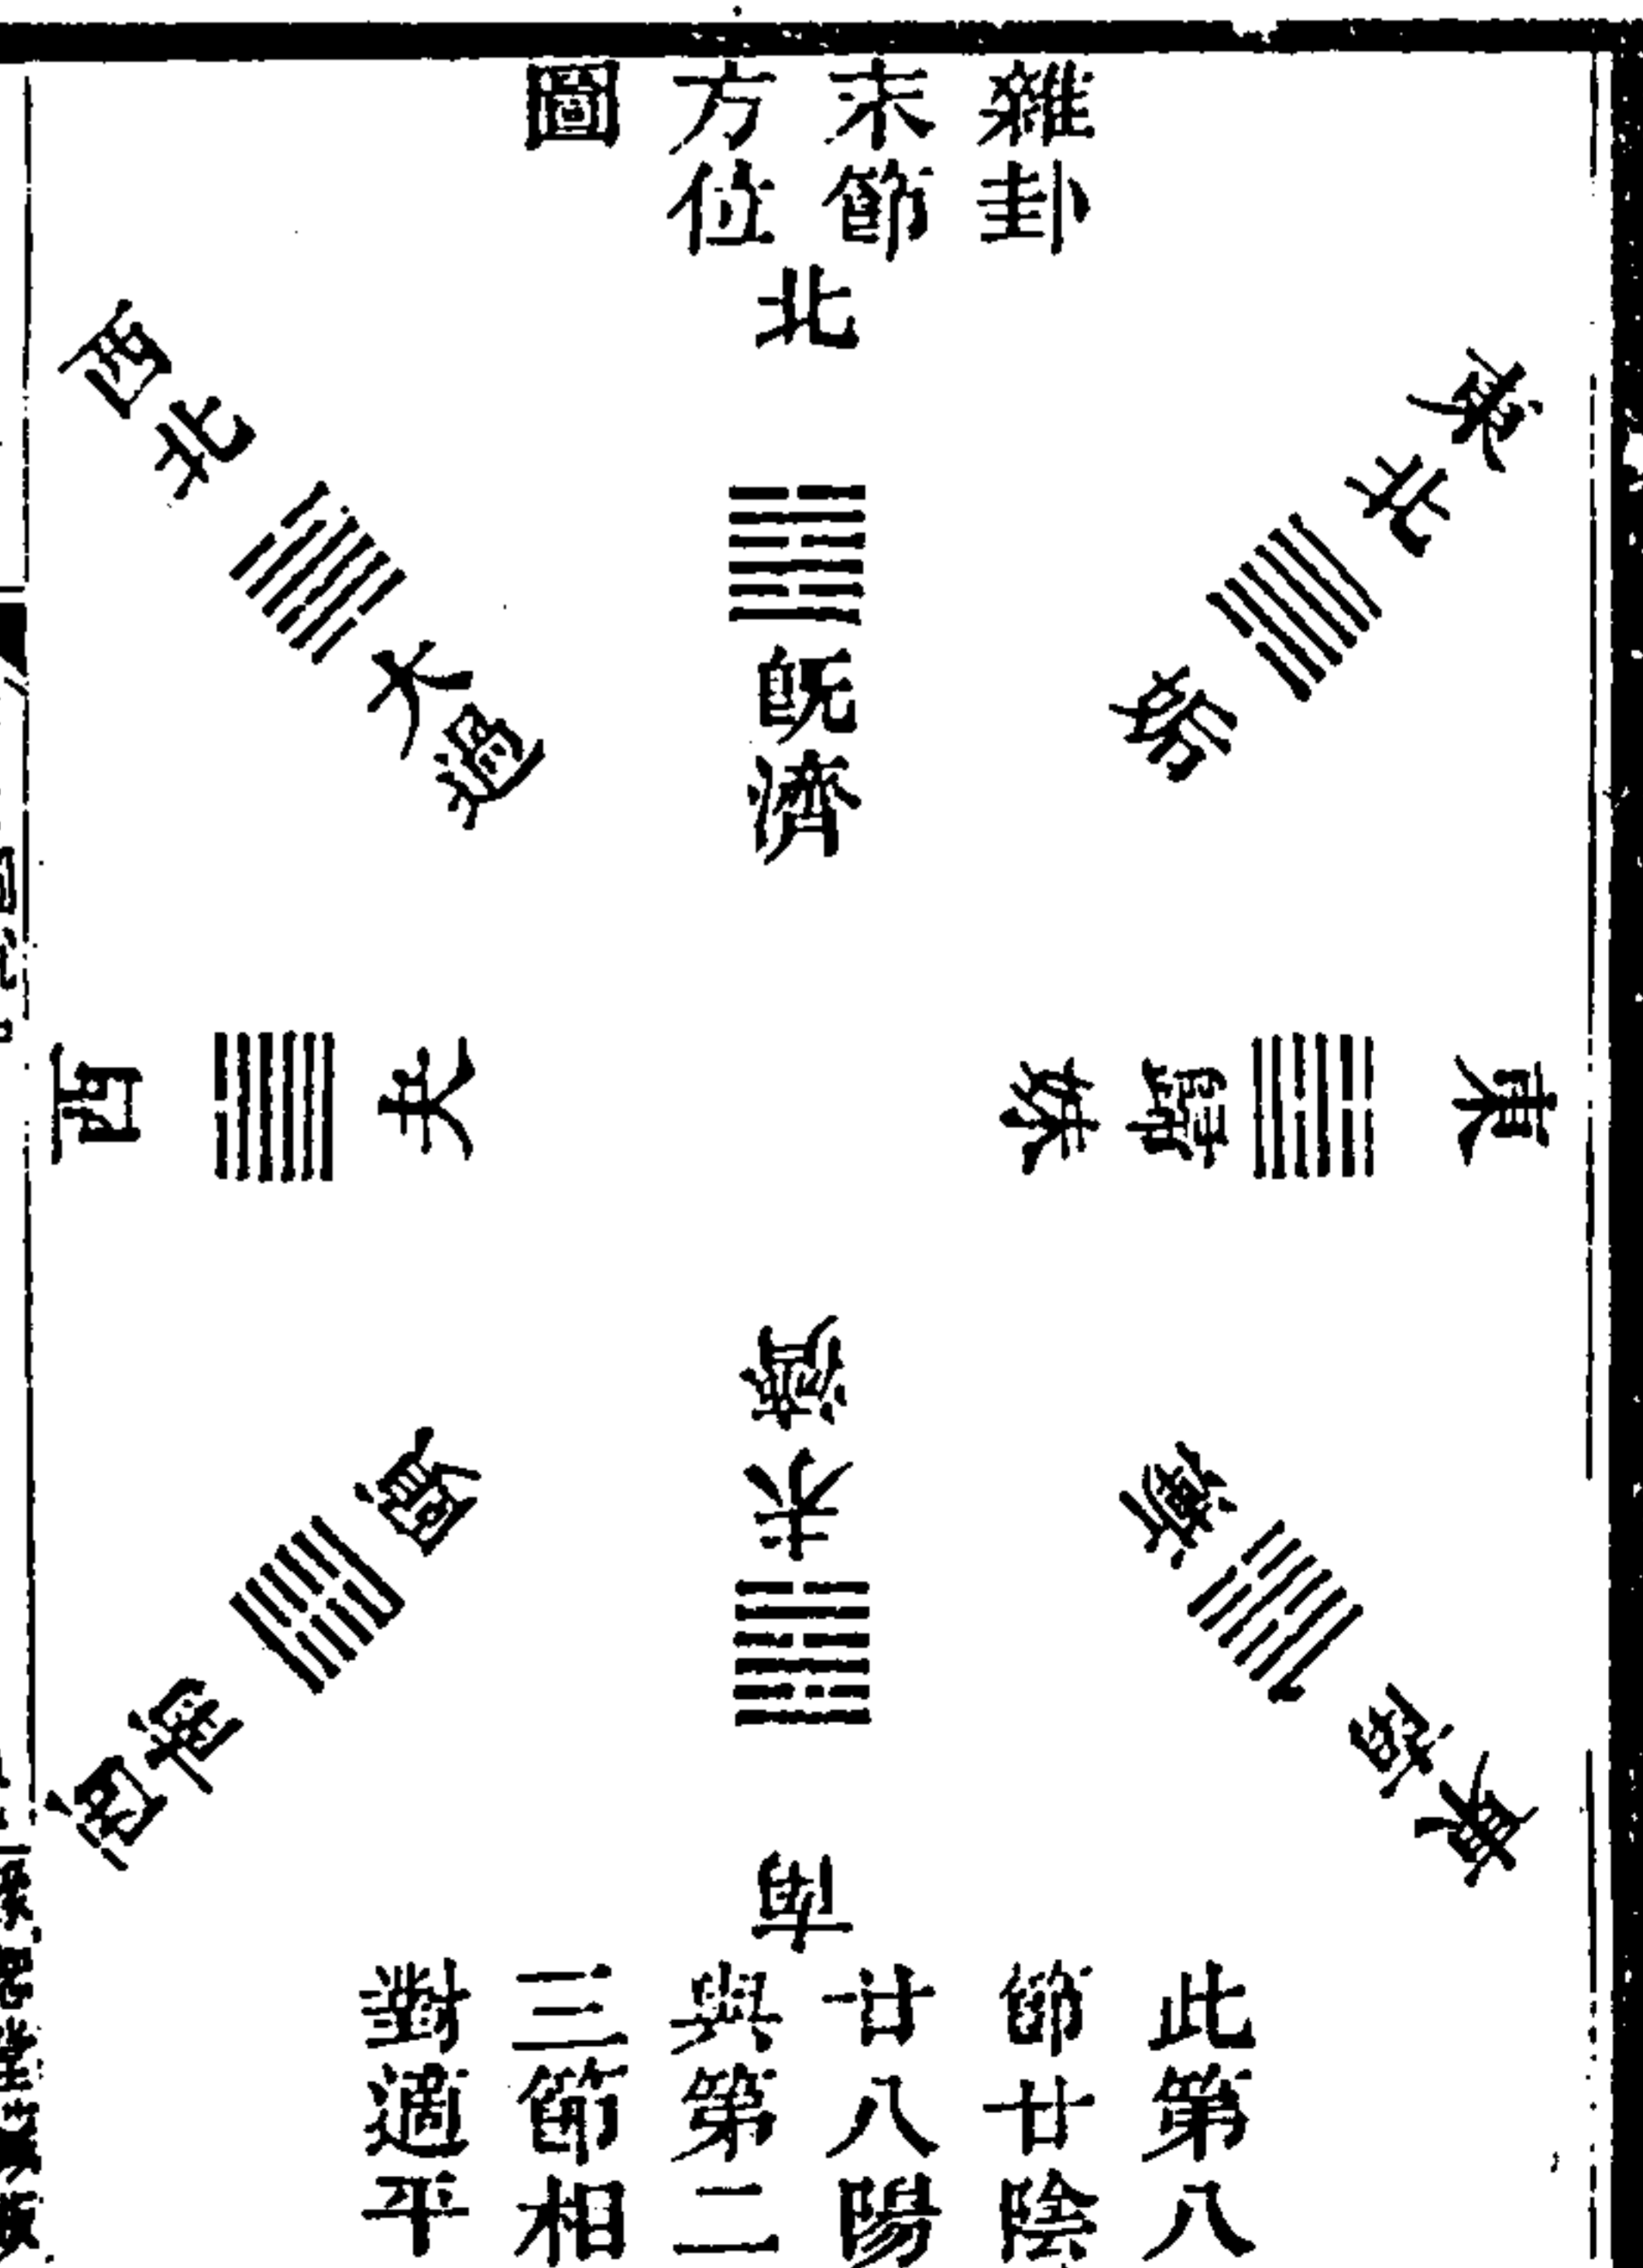 雜卦
末節
方位
圖
北
旣濟
東北
姤
東
歸妹
東南
漸
南
未濟
西南
頤
西
夬
西北
大過
此第八
節廿陰
廿八陽
與第二
三節相
對適平